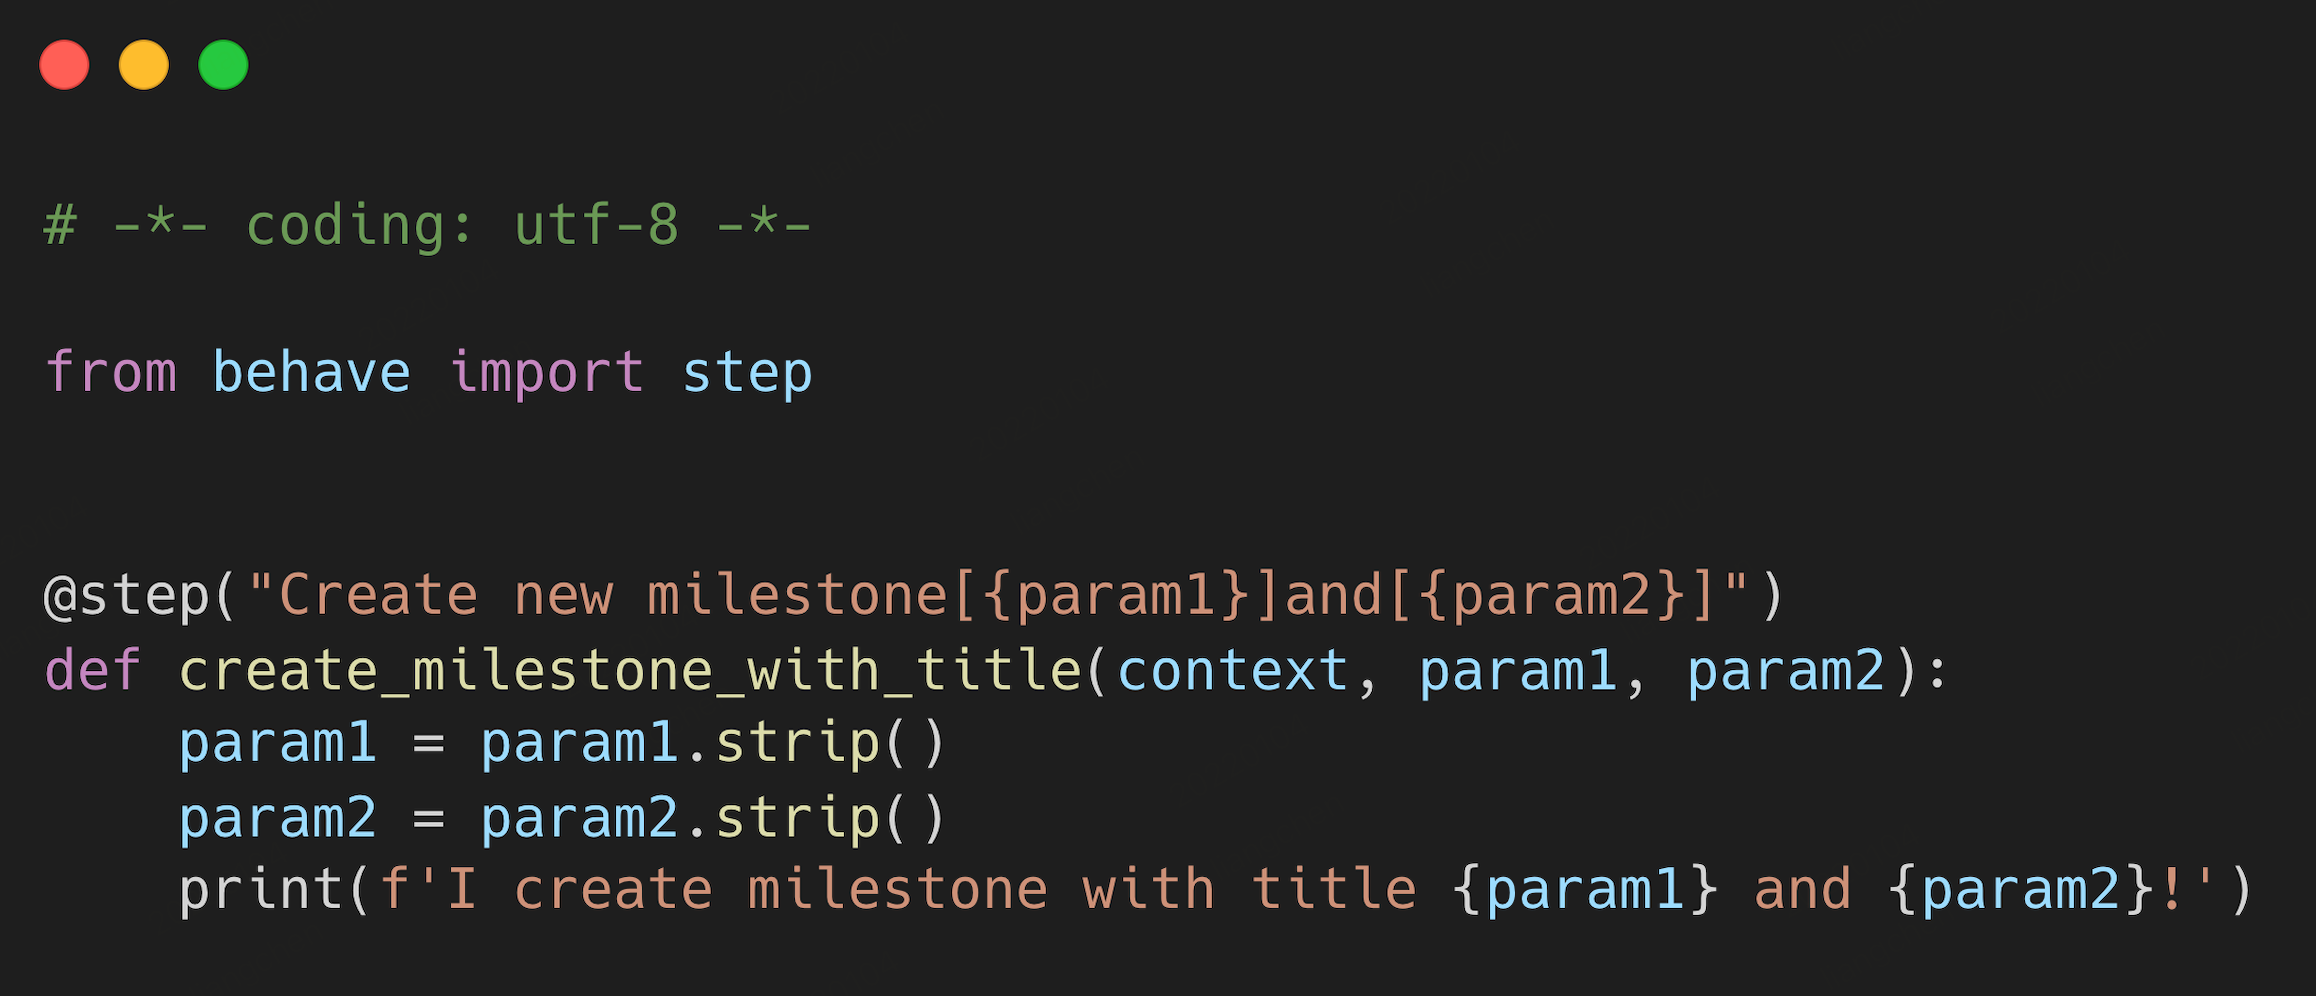 # -*- coding: utf-8 -*-
from behave import step
@step("Create new milestone[{param1}]and[{param2}]")
def create_milestone_with_title(context, param1, param2):
    param1 = param1.strip()
    param2 = param2.strip()
    print(f'I create milestone with title {param1} and {param2}!')